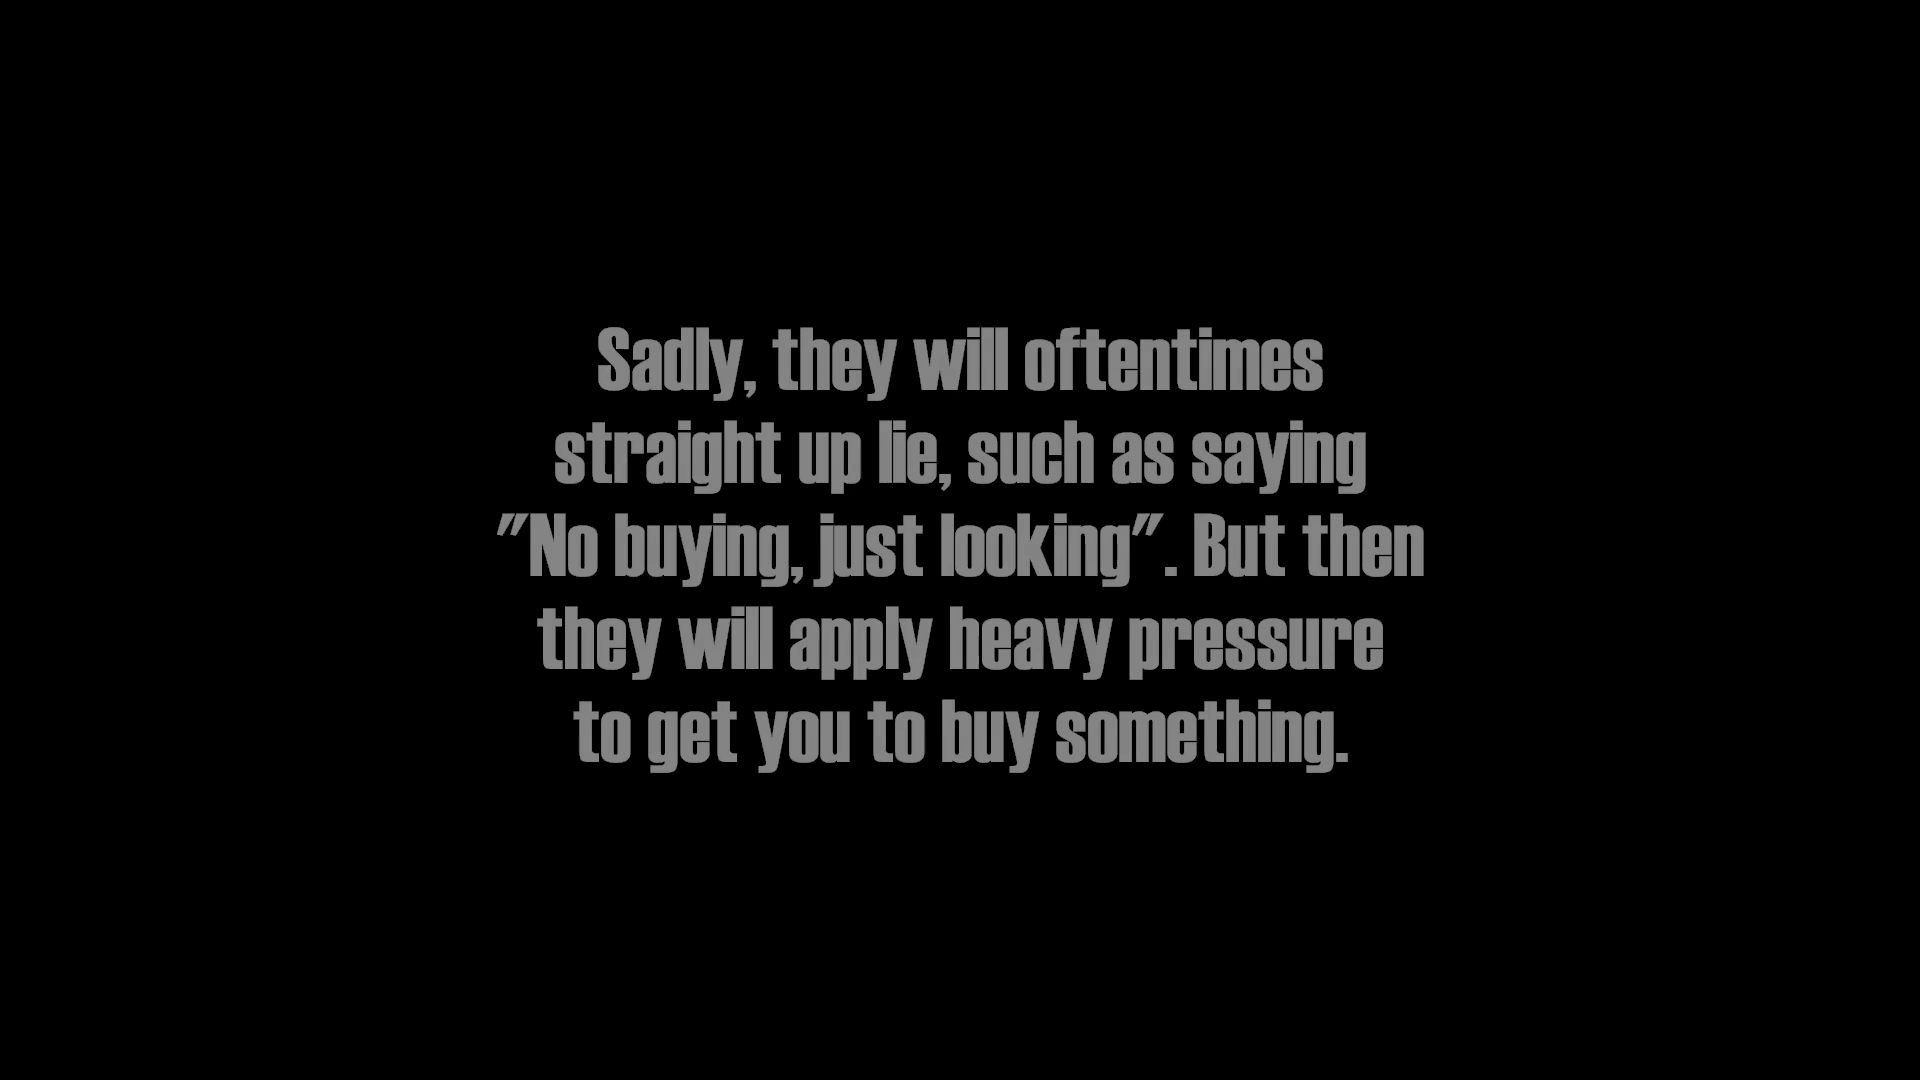 Sadly, they will oftentimes
straight up lie, such as saying
"No buying, just looking". But then
they will apply heavy pressure
to get you to buy something.